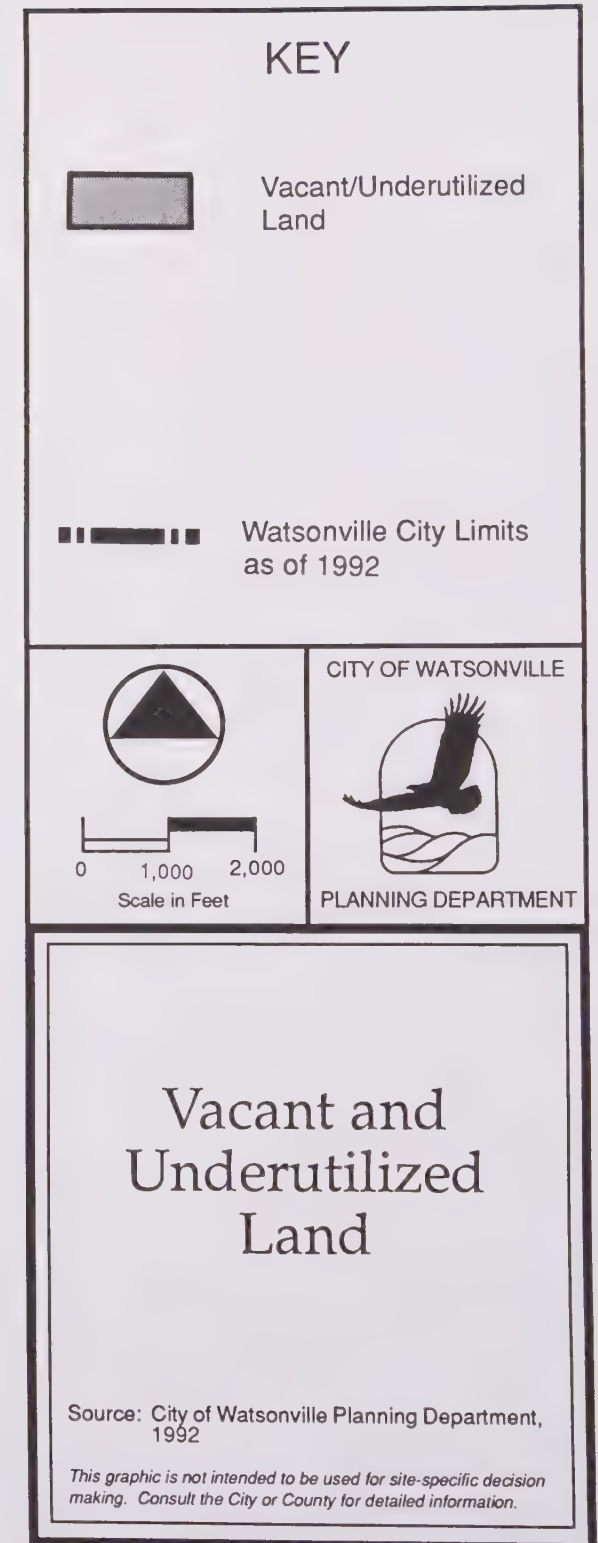 KEY
Vacant/Underutilized
Land
Watsonville City Limits
as of 1992
0 1,000 2,000
Scale in Feet
CITY OF WATSONVILLE
PLANNING DEPARTMENT
Vacant and
Underutilized
Land
Source: City of Watsonville Planning Department,
1992
This graphic is not intended to be used for site-specific decision
making. Consult the City or County for detailed information.